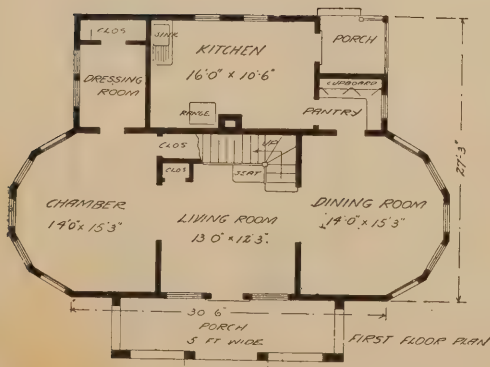 CLOS
SINK
KITCHEN
16'0" x 10'6"
PORCH
DRESSING
ROOM
CUPBOARD
PANTRY
RANGE
CLOS
UP
CLOS
SEAT
CHAMBER
14'0" x 15'3"
LIVING ROOM
13'0" x 12'3"
DINING ROOM
14'0" x 15'3"
27'-3"
30'6"
PORCH
5 FT WIDE
FIRST FLOOR PLAN